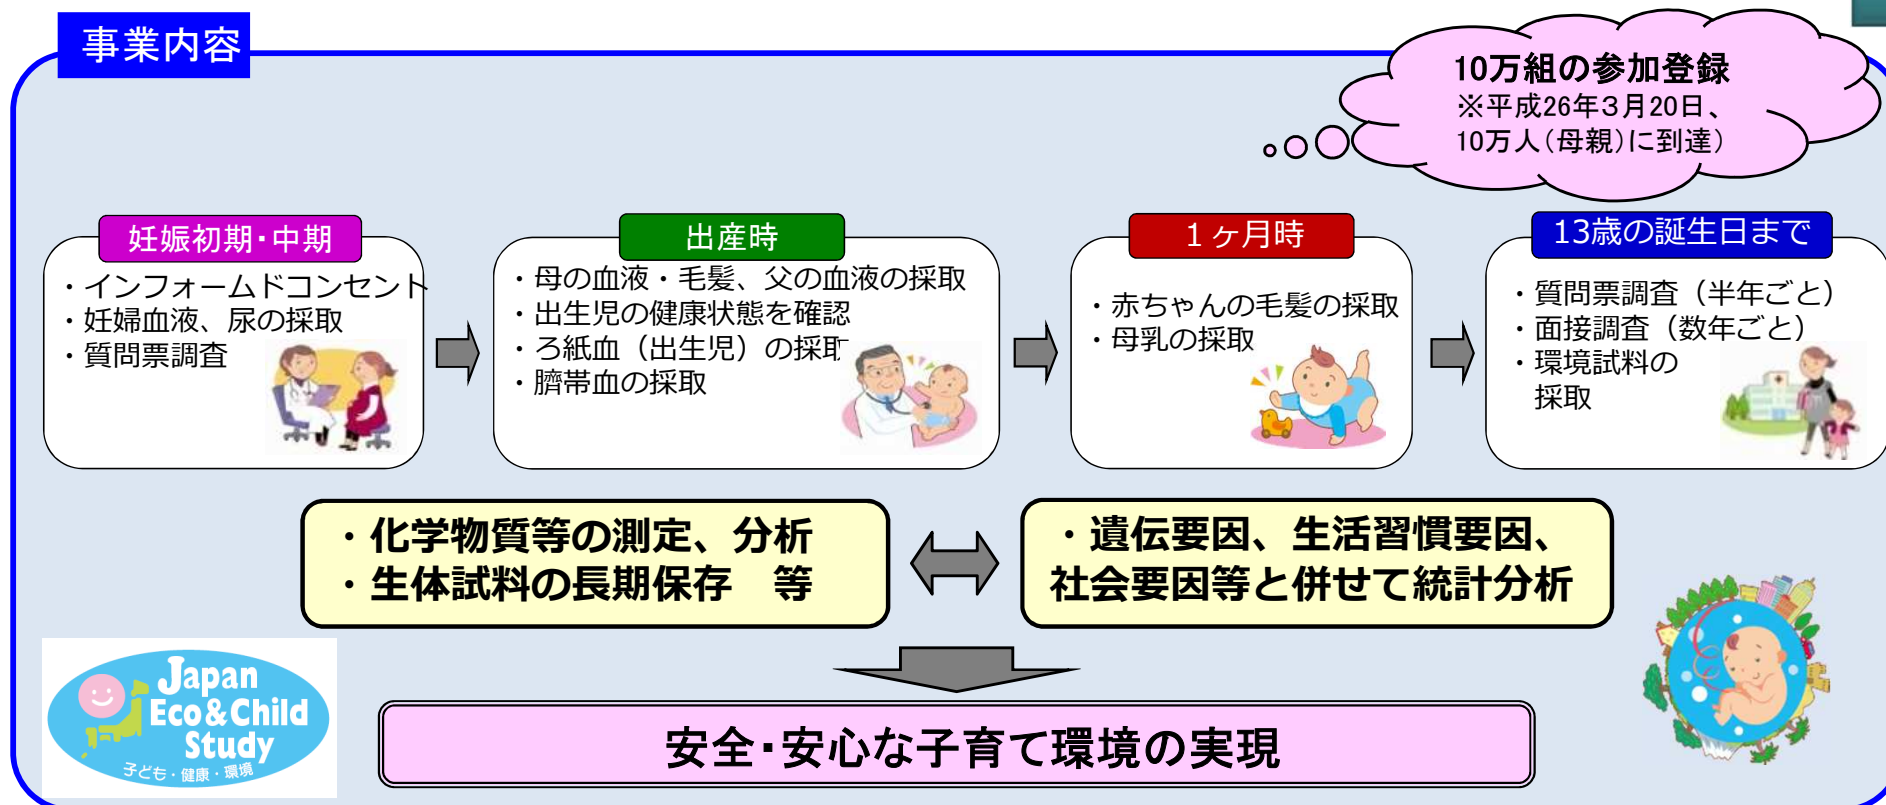 事業内容
10万組の参加登録
※平成26年３月20日、
10万人(母親)に到達)
妊娠初期･中期
・インフォームドコンセント
・妊婦血液、尿の採取
・質問票調査
出産時
・母の血液・毛髪、父の血液の採取
・出生児の健康状態を確認
・ろ紙血（出生児）の採取
・臍帯血の採取
１ヶ月時
・赤ちゃんの毛髪の採取
・母乳の採取
13歳の誕生日まで
・質問票調査（半年ごと）
・面接調査（数年ごと）
・環境試料の
採取
・化学物質等の測定、分析
・生体試料の長期保存　等
・遺伝要因、生活習慣要因、
社会要因等と併せて統計分析
Japan
Eco&Child
Study
子ども・健康・環境
安全･安心な子育て環境の実現